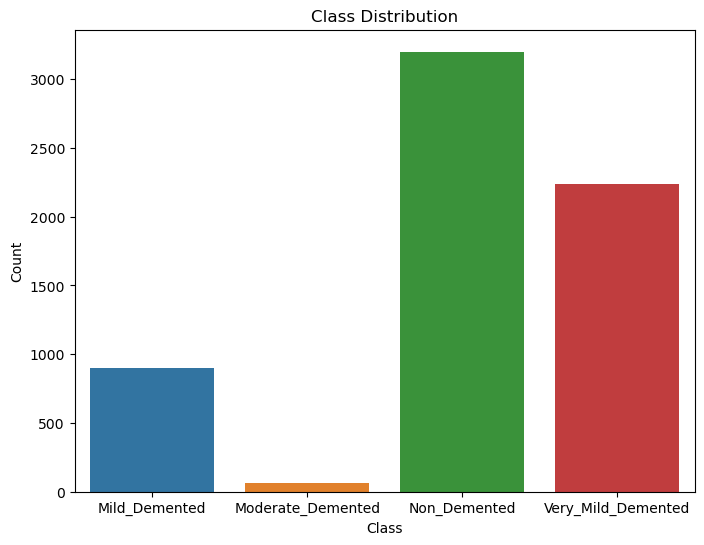 Class Distribution
3000
2500
2000
1500
1000
500
0
Count
Mild_Demented Moderate_Demented Non_Demented Very_Mild_Demented
Class